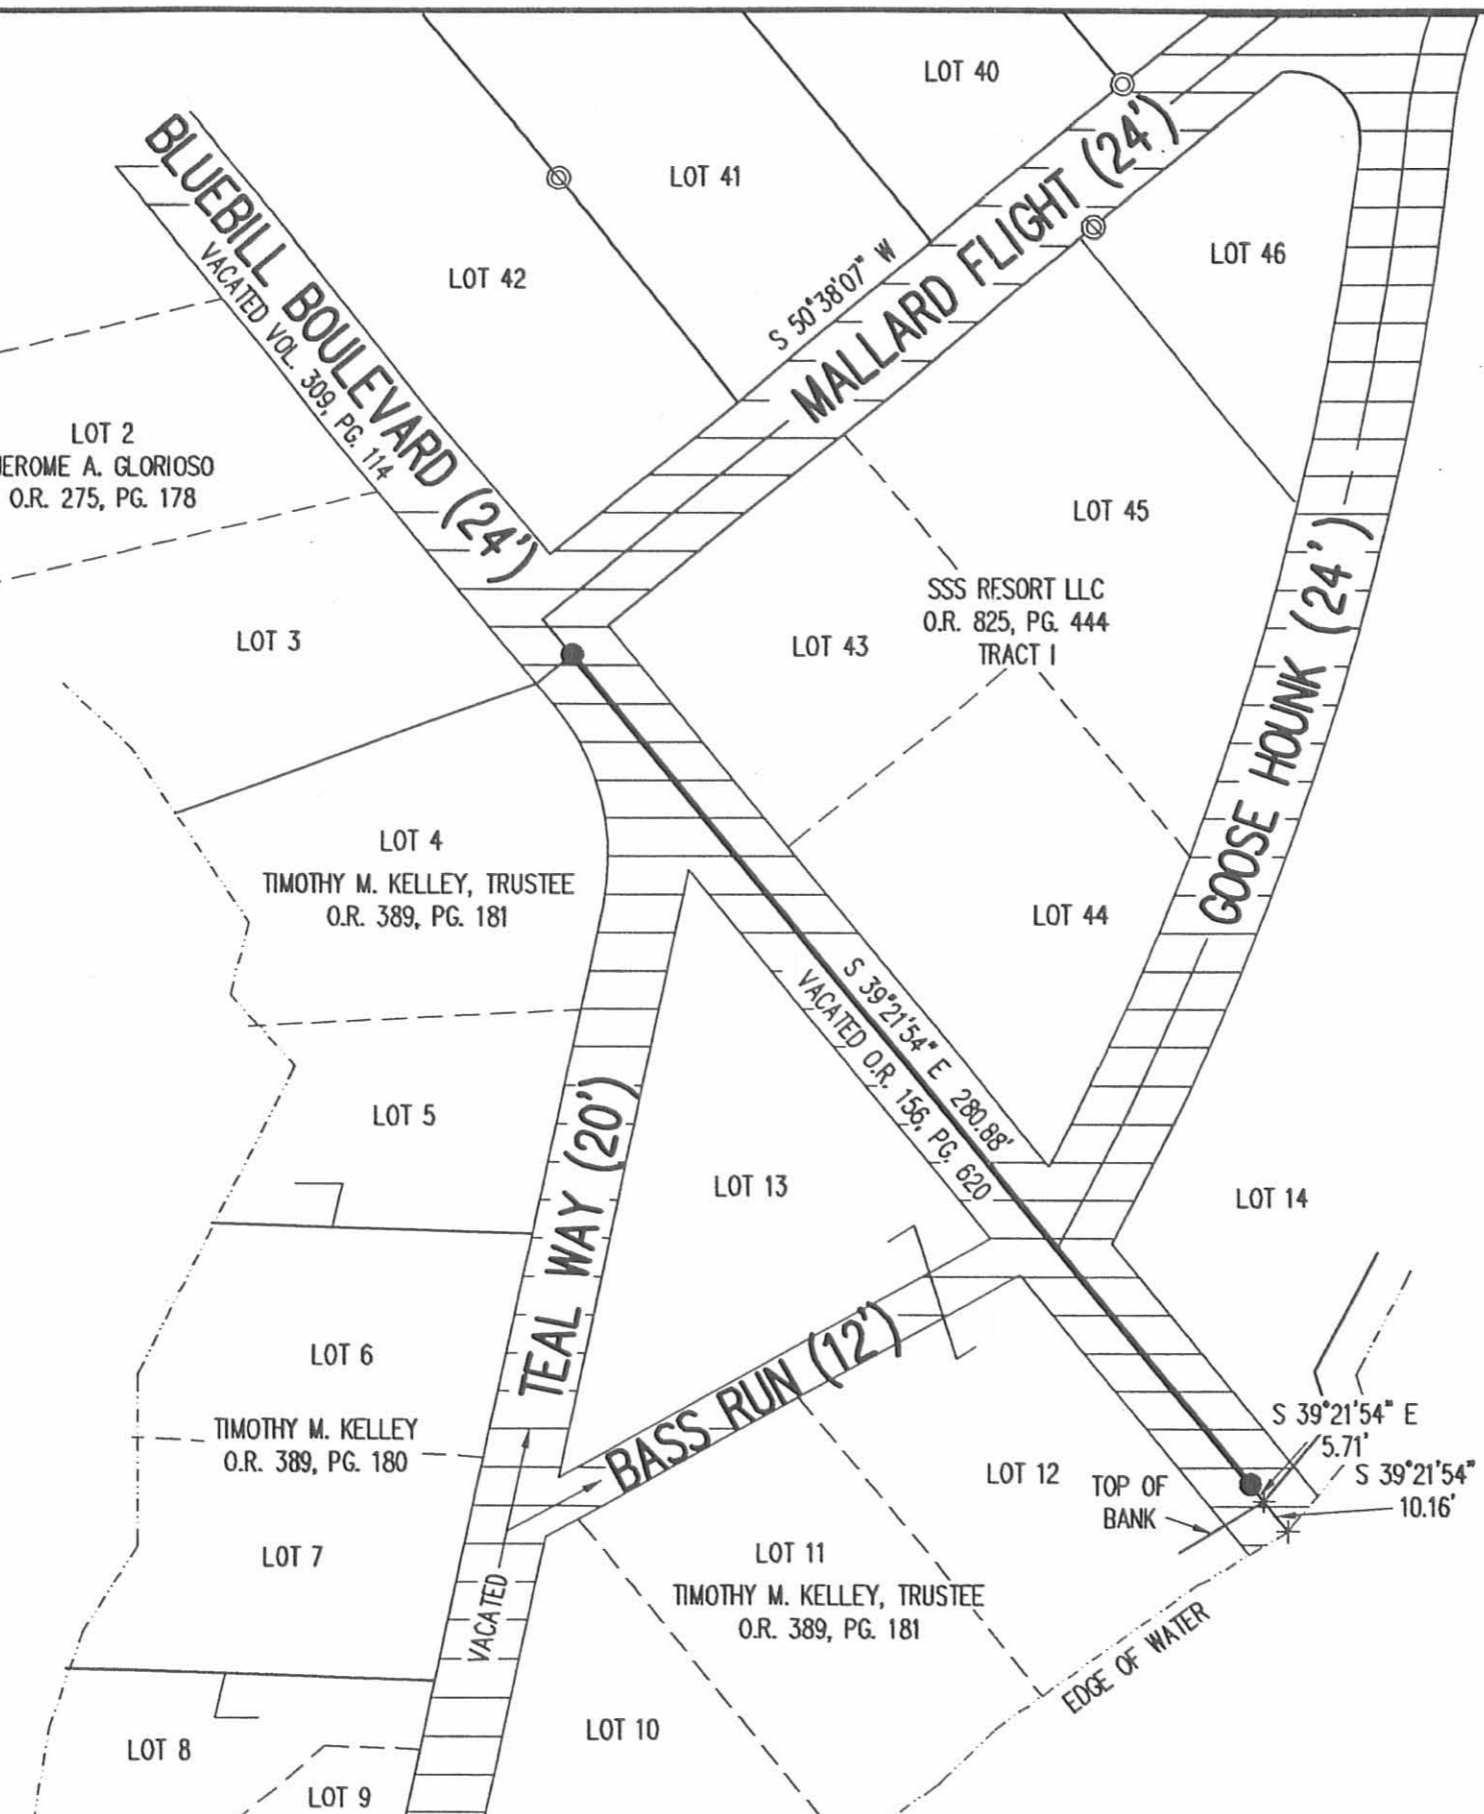 LOT 40
LOT 41
LOT 42
LOT 46
BLUEBILL BOULEVARD (24')
VACATED VOL. 309, PG. 114
S 50°38'07" W
MALLARD FLIGHT (24')
LOT 2
JEROME A. GLORIOSO
O.R. 275, PG. 178
LOT 45
SSS RESORT LLC
O.R. 825, PG. 444
TRACT I
LOT 3
LOT 43
GOOSE HOUNK (24')
LOT 4
TIMOTHY M. KELLEY, TRUSTEE
O.R. 389, PG. 181
LOT 44
S 39°21'54" E 280.88'
VACATED O.R. 156, PG. 620
LOT 5
TEAL WAY (20')
LOT 13
LOT 14
LOT 6
TIMOTHY M. KELLEY
O.R. 389, PG. 180
BASS RUN (12')
S 39°21'54" E
5.71'
S 39°21'54"
10.16'
LOT 12
TOP OF
BANK
LOT 7
VACATED
LOT 11
TIMOTHY M. KELLEY, TRUSTEE
O.R. 389, PG. 181
EDGE OF WATER
LOT 10
LOT 8
LOT 9